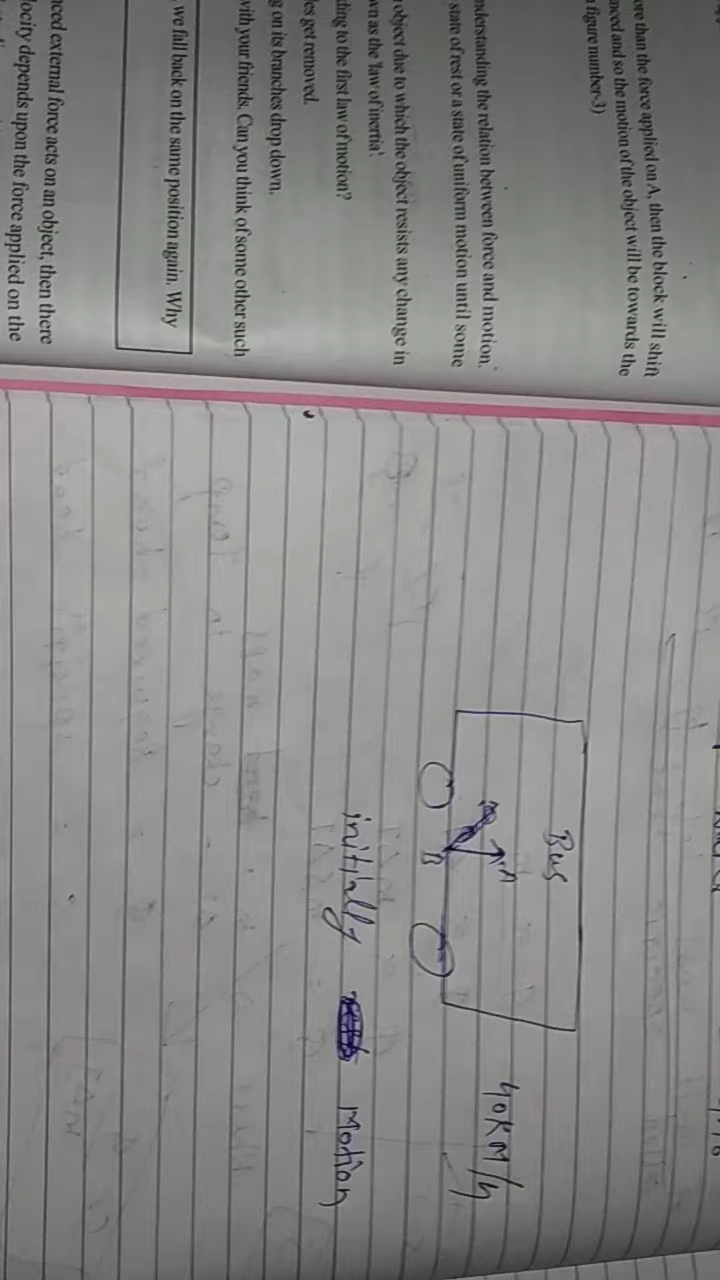 ore than the force applied on A, then the block will shift
nced and so the motion of the object will be towards the
figure number-3)
nderstanding the relation between force and motion.
state of rest or a state of uniform motion until some
object due to which the object resists any change in
wn as the 'law of inertia'.
ding to the first law of motion?
les get removed.
g on its branches drop down.
with your friends. Can you think of some other such
we fall back on the same position again. Why
nced external force acts on an object, then there
locity depends upon the force applied on the
Bus
A
B
40KM/h
initially Motion